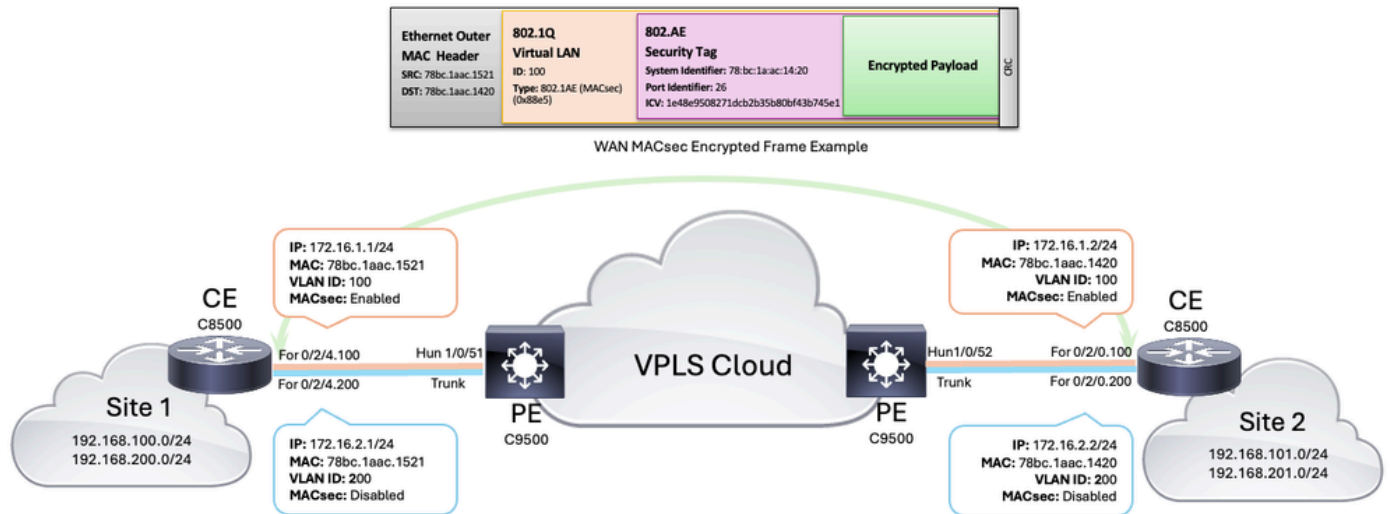 Ethernet Outer
MAC Header
SRC: 78bc.1aac.1521
DST: 78bc.1aac.1420
802.1Q
Virtual LAN
ID: 100
Type: 802.1AE (MACsec)
(0x88e5)
802.AE
Security Tag
System Identifier: 78:bc:1a:ac:14:20
Port Identifier: 26
ICV: 1e48e9508271dcb2b35b80bf43b745e1
Encrypted Payload
CRC
WAN MACsec Encrypted Frame Example
IP: 172.16.1.1/24
MAC: 78bc.1aac.1521
VLAN ID: 100
MACsec: Enabled
IP: 172.16.1.2/24
MAC: 78bc.1aac.1420
VLAN ID: 100
MACsec: Enabled
CE
C8500
For 0/2/4.100
For 0/2/4.200
Hun 1/0/51
Trunk
PE
C9500
VPLS Cloud
PE
C9500
Hun1/0/52
Trunk
For 0/2/0.100
For 0/2/0.200
CE
C8500
Site 1
192.168.100.0/24
192.168.200.0/24
IP: 172.16.2.1/24
MAC: 78bc.1aac.1521
VLAN ID: 200
MACsec: Disabled
IP: 172.16.2.2/24
MAC: 78bc.1aac.1420
VLAN ID: 200
MACsec: Disabled
Site 2
192.168.101.0/24
192.168.201.0/24